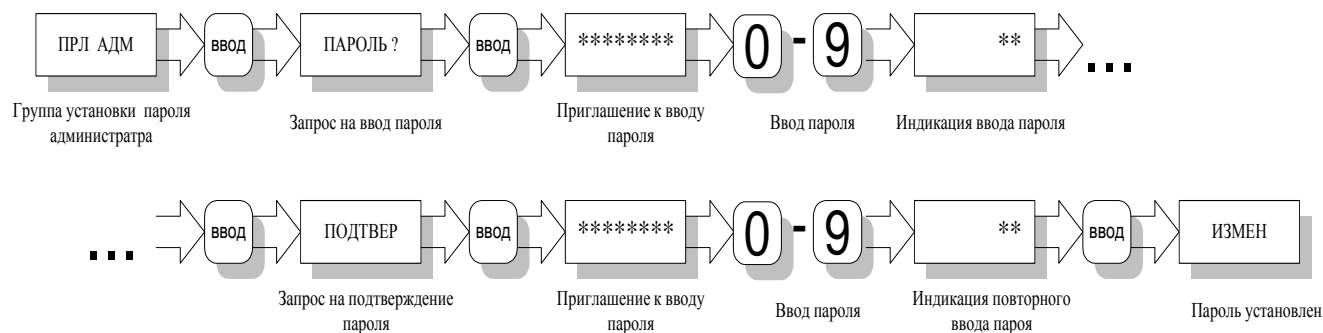 ПРЛ АДМ ВВОД ПАРОЛЬ ? ВВОД ******** 0 - 9 ** ...
Группа установки пароля
администратра
Запрос на ввод пароля
Приглашение к вводу
пароля
Ввод пароля
Индикация ввода пароля
... ВВОД ПОДТВЕР ВВОД ******** 0 - 9 ** ВВОД ИЗМЕН
Запрос на подтверждение
пароля
Приглашение к вводу
пароля
Ввод пароля
Индикация повторного
ввода пароя
Пароль установлен